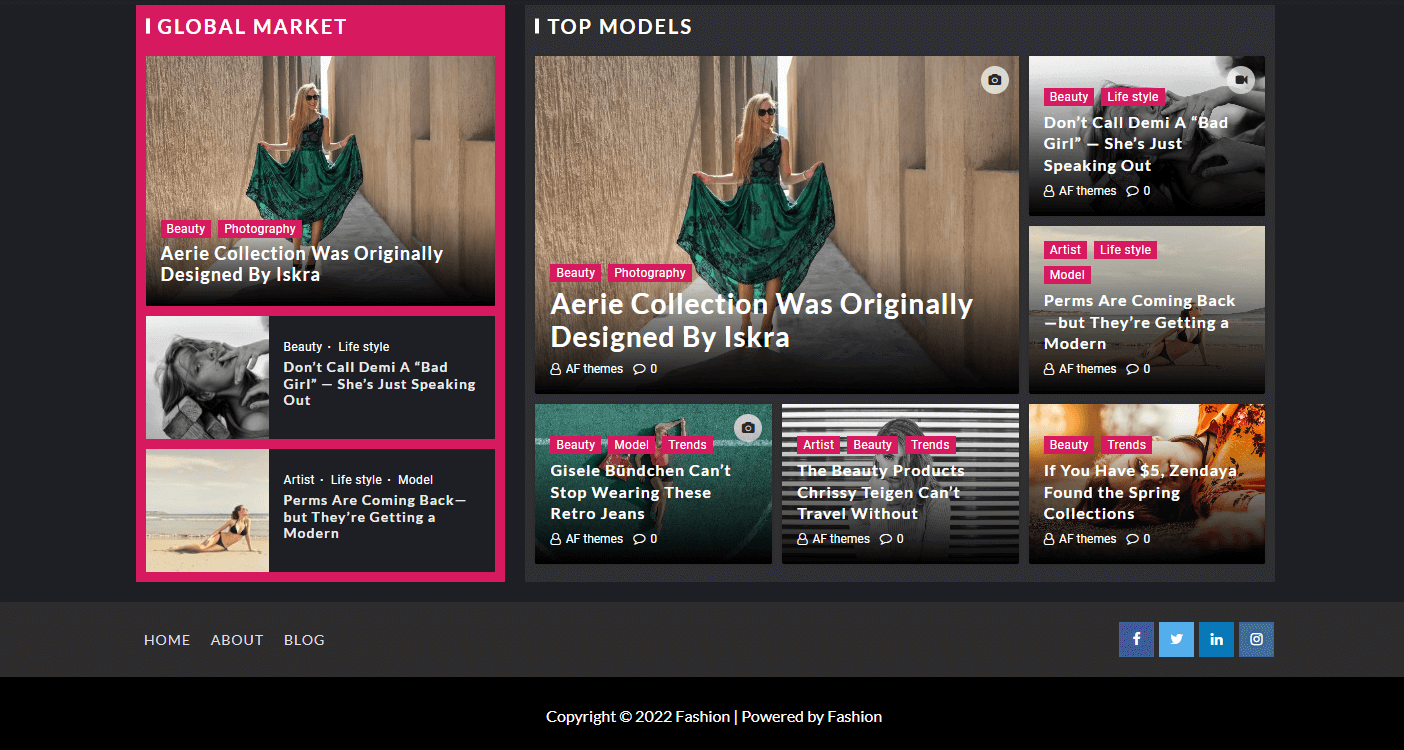 GLOBAL MARKET
Beauty Photography
Aerie Collection Was Originally
Designed By Iskra
Beauty · Life style
Don’t Call Demi A “Bad
Girl” — She’s Just Speaking
Out
Artist · Life style · Model
Perms Are Coming Back—
but They’re Getting a
Modern
TOP MODELS
Beauty Photography
Aerie Collection Was Originally
Designed By Iskra
AF themes 0
Beauty Life style
Don’t Call Demi A “Bad
Girl” — She’s Just
Speaking Out
AF themes 0
Artist Life style
Model
Perms Are Coming Back
—but They’re Getting a
Modern
AF themes 0
Beauty Model Trends
Gisele Bündchen Can’t
Stop Wearing These
Retro Jeans
AF themes 0
Artist Beauty Trends
The Beauty Products
Chrissy Teigen Can’t
Travel Without
AF themes 0
Beauty Trends
If You Have $5, Zendaya
Found the Spring
Collections
AF themes 0
HOME ABOUT BLOG
Copyright © 2022 Fashion | Powered by Fashion